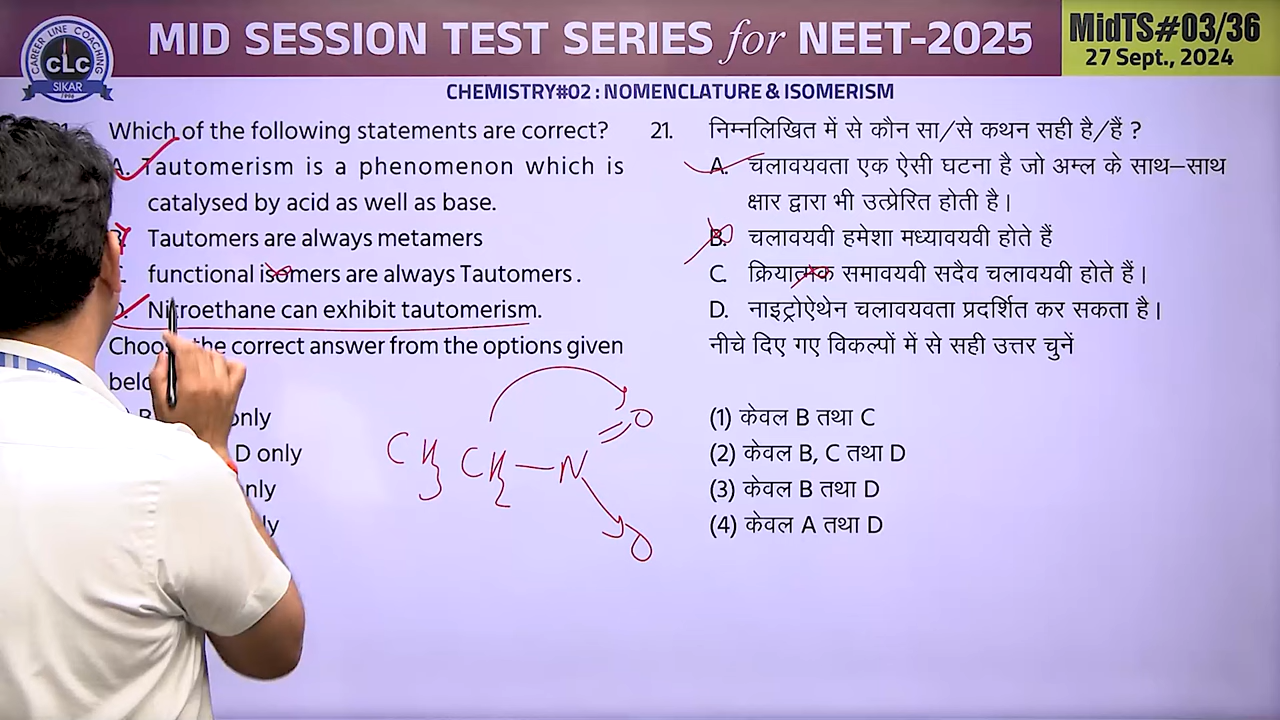 CAREER LINE COACHING
CLC
SIKAR
MID SESSION TEST SERIES for NEET-2025
MidTS#03/36
27 Sept., 2024
CHEMISTRY#02 : NOMENCLATURE & ISOMERISM
Which of the following statements are correct?
A. Tautomerism is a phenomenon which is
catalysed by acid as well as base.
B. Tautomers are always metamers
functional isomers are always Tautomers.
D. Nitroethane can exhibit tautomerism.
Choose the correct answer from the options given
only
D only
21. निम्नलिखित में से कौन सा/से कथन सही है/हैं ?
A. चलावयवता एक ऐसी घटना है जो अम्ल के साथ–साथ
क्षार द्वारा भी उत्प्रेरित होती है।
B. चलावयवी हमेशा मध्यावयवी होते हैं
C. क्रियात्मक समावयवी सदैव चलावयवी होते हैं।
D. नाइट्रोऐथेन चलावयवता प्रदर्शित कर सकता है।
नीचे दिए गए विकल्पों में से सही उत्तर चुनें
(1) केवल B तथा C
(2) केवल B, C तथा D
(3) केवल B तथा D
(4) केवल A तथा D
CH3 CH2 — N
= O
O